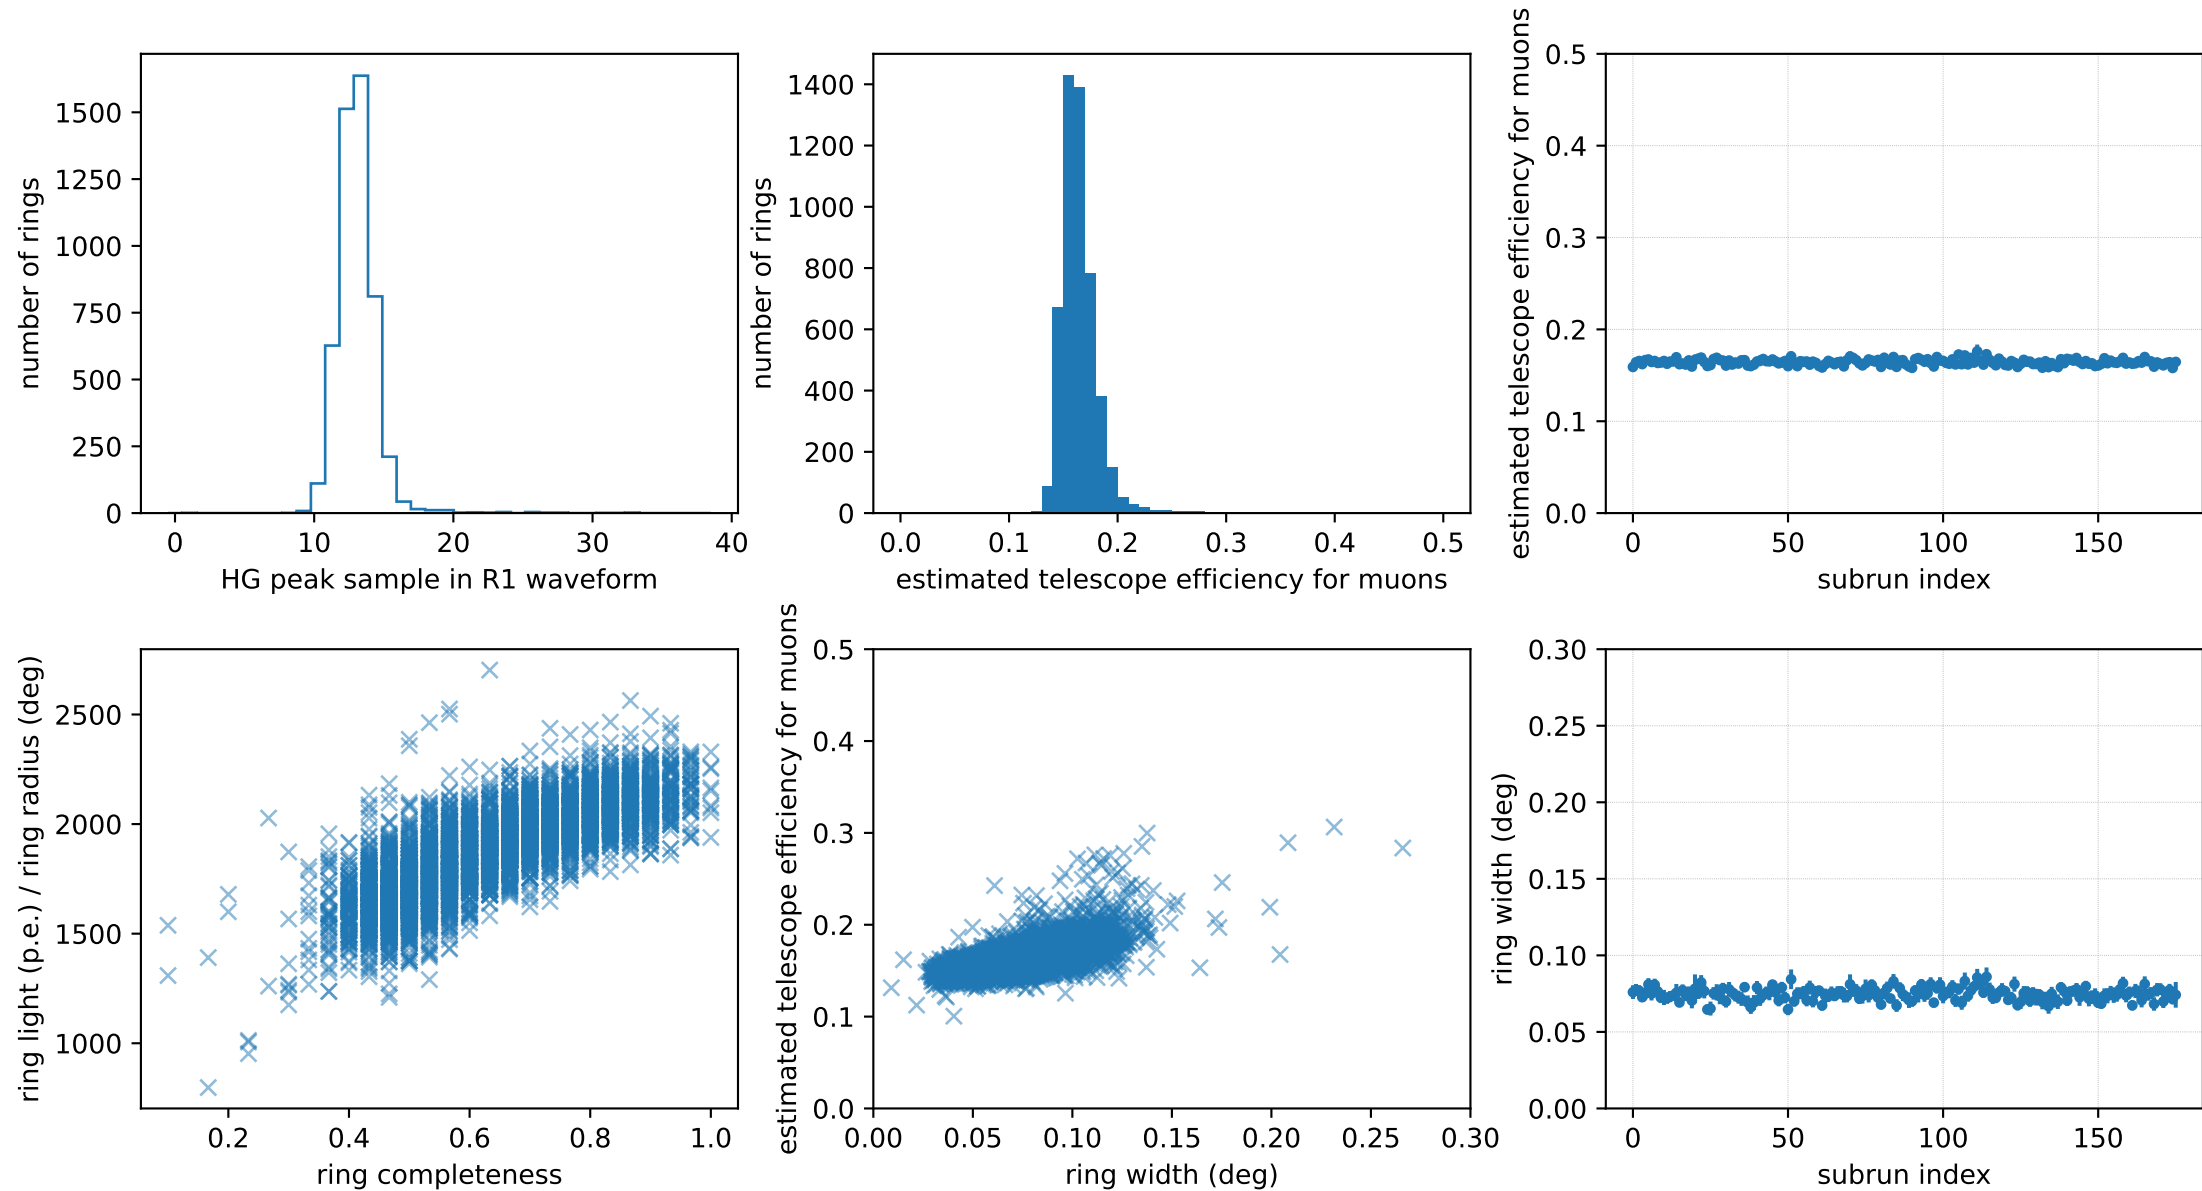 number of rings
1500
1250
1000
750
500
250
0
0 10 20 30 40
HG peak sample in R1 waveform
number of rings
1400
1200
1000
800
600
400
200
0
0.0 0.1 0.2 0.3 0.4 0.5
estimated telescope efficiency for muons
estimated telescope efficiency for muons
0.5
0.4
0.3
0.2
0.1
0.0
0 50 100 150
subrun index
ring light (p.e.) / ring radius (deg)
2500
2000
1500
1000
0.2 0.4 0.6 0.8 1.0
ring completeness
estimated telescope efficiency for muons
0.5
0.4
0.3
0.2
0.1
0.0
0.00 0.05 0.10 0.15 0.20 0.25 0.30
ring width (deg)
ring width (deg)
0.30
0.25
0.20
0.15
0.10
0.05
0.00
0 50 100 150
subrun index